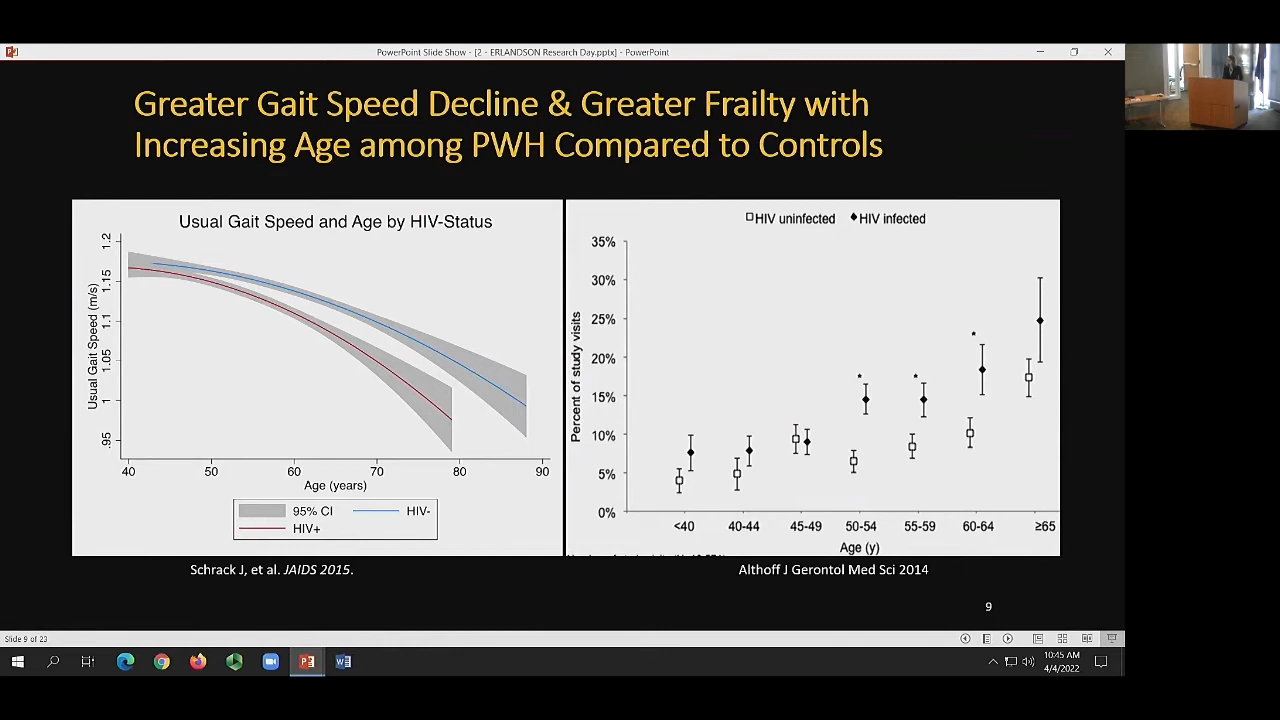 PowerPoint Slide Show - [2 - ERLANDSON Research Day.pptx] - PowerPoint
Greater Gait Speed Decline & Greater Frailty with
Increasing Age among PWH Compared to Controls
Usual Gait Speed and Age by HIV-Status
Usual Gait Speed (m/s)
1.2
1.15
1.1
1.05
1
.95
40 50 60 70 80 90
Age (years)
95% CI HIV-
HIV+
HIV uninfected HIV infected
Percent of study visits
35%
30%
25%
20%
15%
10%
5%
0%
* * *
<40 40-44 45-49 50-54 55-59 60-64 ≥65
Age (y)
Schrack J, et al. JAIDS 2015.
Althoff J Gerontol Med Sci 2014
9
Slide 9 of 23
10:45 AM
4/4/2022